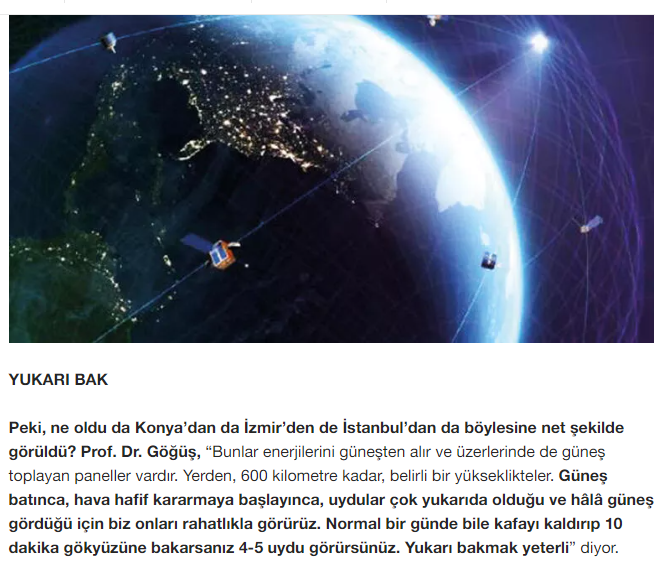 YUKARI BAK
Peki, ne oldu da Konya’dan da İzmir’den de İstanbul’dan da böylesine net şekilde
görüldü? Prof. Dr. Göğüş, “Bunlar enerjilerini güneşten alır ve üzerlerinde de güneş
toplayan paneller vardır. Yerden, 600 kilometre kadar, belirli bir yükseklikteler. Güneş
batınca, hava hafif kararmaya başlayınca, uydular çok yukarıda olduğu ve hâlâ güneş
gördüğü için biz onları rahatlıkla görürüz. Normal bir günde bile kafayı kaldırıp 10
dakika gökyüzüne bakarsanız 4-5 uydu görürsünüz. Yukarı bakmak yeterli” diyor.